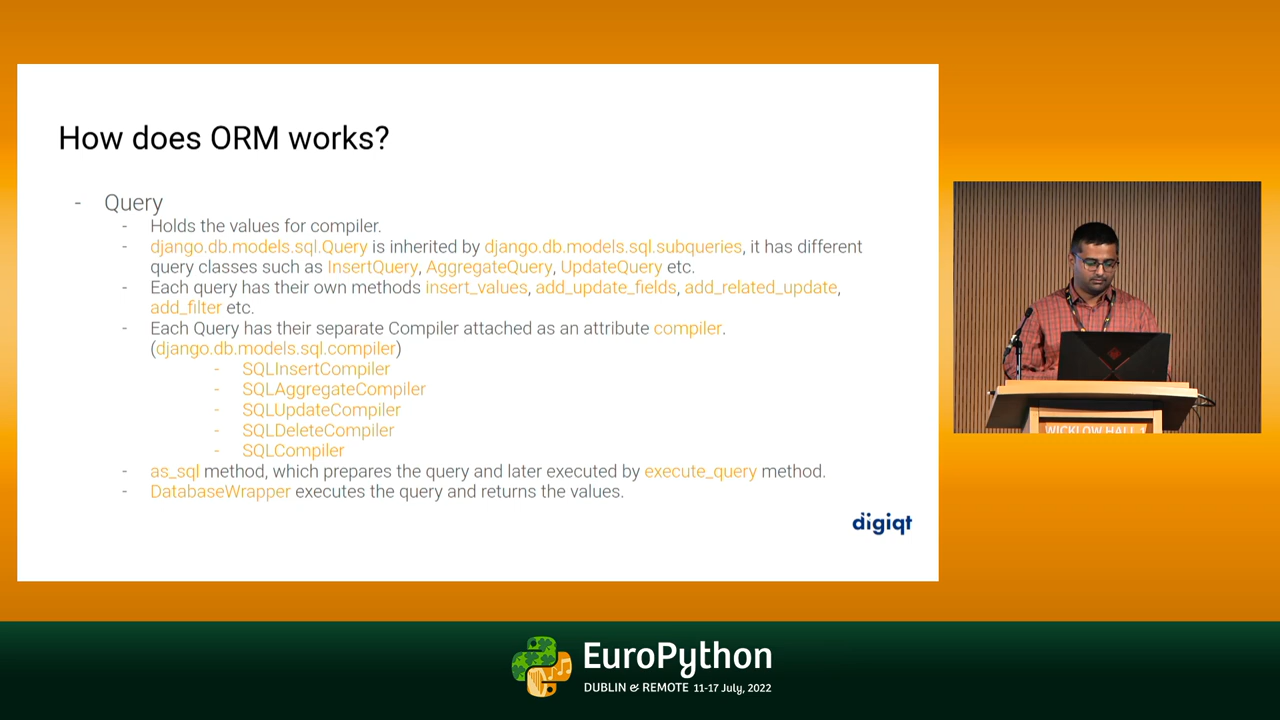 How does ORM works?
- Query
- Holds the values for compiler.
- django.db.models.sql.Query is inherited by django.db.models.sql.subqueries, it has different
query classes such as InsertQuery, AggregateQuery, UpdateQuery etc.
- Each query has their own methods insert_values, add_update_fields, add_related_update,
add_filter etc.
- Each Query has their separate Compiler attached as an attribute compiler.
(django.db.models.sql.compiler)
- SQLInsertCompiler
- SQLAggregateCompiler
- SQLUpdateCompiler
- SQLDeleteCompiler
- SQLCompiler
- as_sql method, which prepares the query and later executed by execute_query method.
- DatabaseWrapper executes the query and returns the values.
digiqt
WICKLOW HALL 1
EuroPython
DUBLIN & REMOTE 11-17 July, 2022